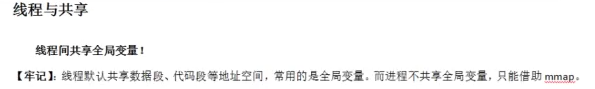 线程与共享
线程间共享全局变量！
【牢记】：线程默认共享数据段、代码段等地址空间，常用的是全局变量。而进程不共享全局变量，只能借助 mmap。